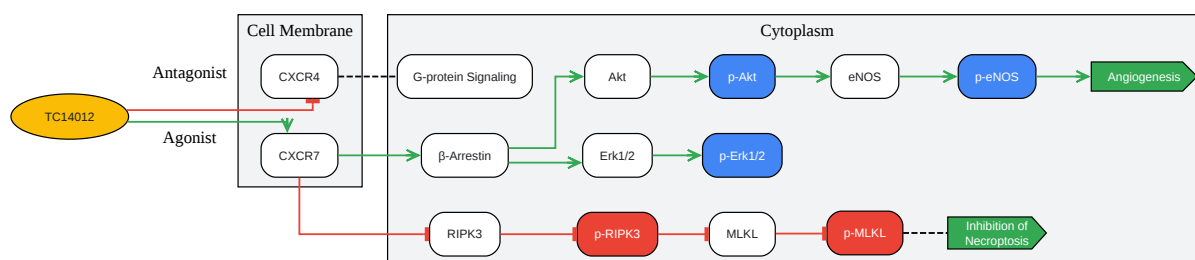 Cell Membrane
Cytoplasm
Antagonist
CXCR4
G-protein Signaling
Akt
p-Akt
eNOS
p-eNOS
Angiogenesis
TC14012
Agonist
CXCR7
β-Arrestin
Erk1/2
p-Erk1/2
RIPK3
p-RIPK3
MLKL
p-MLKL
Inhibition of
Necroptosis